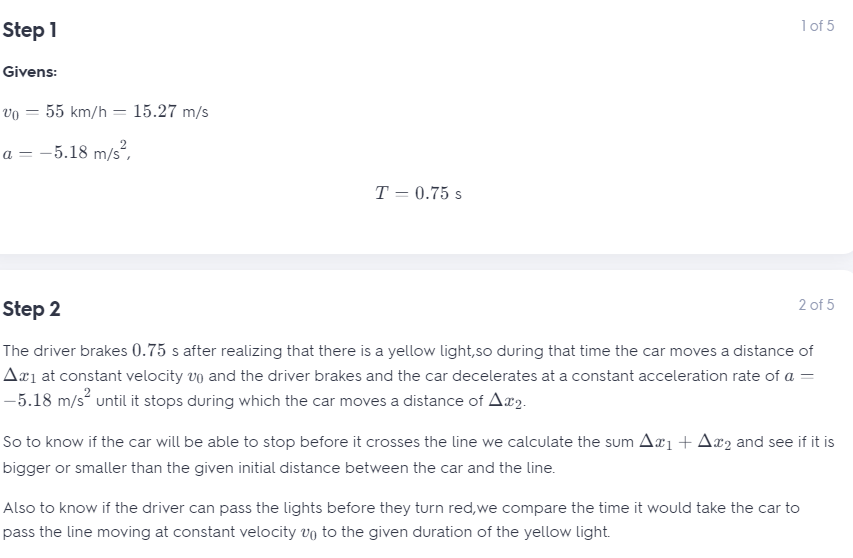 Step 1
1 of 5
Givens:
v₀ = 55 km/h = 15.27 m/s
a = −5.18 m/s²,
T = 0.75 s
Step 2
2 of 5
The driver brakes 0.75 s after realizing that there is a yellow light,so during that time the car moves a distance of
Δx₁ at constant velocity v₀ and the driver brakes and the car decelerates at a constant acceleration rate of a =
−5.18 m/s² until it stops during which the car moves a distance of Δx₂.
So to know if the car will be able to stop before it crosses the line we calculate the sum Δx₁ + Δx₂ and see if it is
bigger or smaller than the given initial distance between the car and the line.
Also to know if the driver can pass the lights before they turn red,we compare the time it would take the car to
pass the line moving at constant velocity v₀ to the given duration of the yellow light.